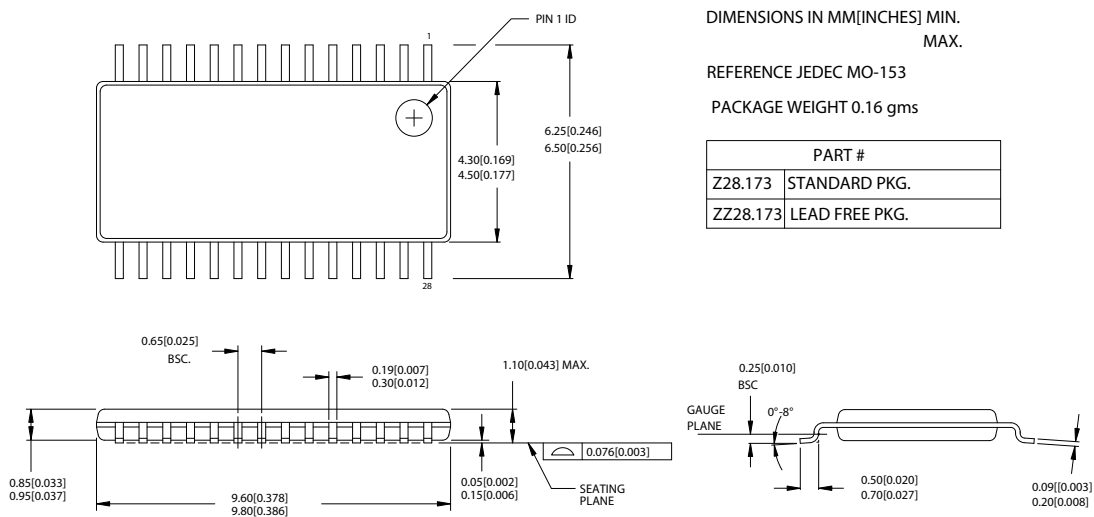 PIN 1 ID
1
DIMENSIONS IN MM[INCHES] MIN.
MAX.
REFERENCE JEDEC MO-153
PACKAGE WEIGHT 0.16 gms
PART #
Z28.173 STANDARD PKG.
ZZ28.173 LEAD FREE PKG.
4.30[0.169]
4.50[0.177]
6.25[0.246]
6.50[0.256]
28
0.65[0.025]
BSC.
0.19[0.007]
0.30[0.012]
1.10[0.043] MAX.
0.85[0.033]
0.95[0.037]
9.60[0.378]
9.80[0.386]
0.05[0.002]
0.15[0.006]
0.076[0.003]
SEATING
PLANE
0.25[0.010]
BSC
GAUGE
PLANE
0°-8°
0.50[0.020]
0.70[0.027]
0.09[[0.003]
0.20[0.008]